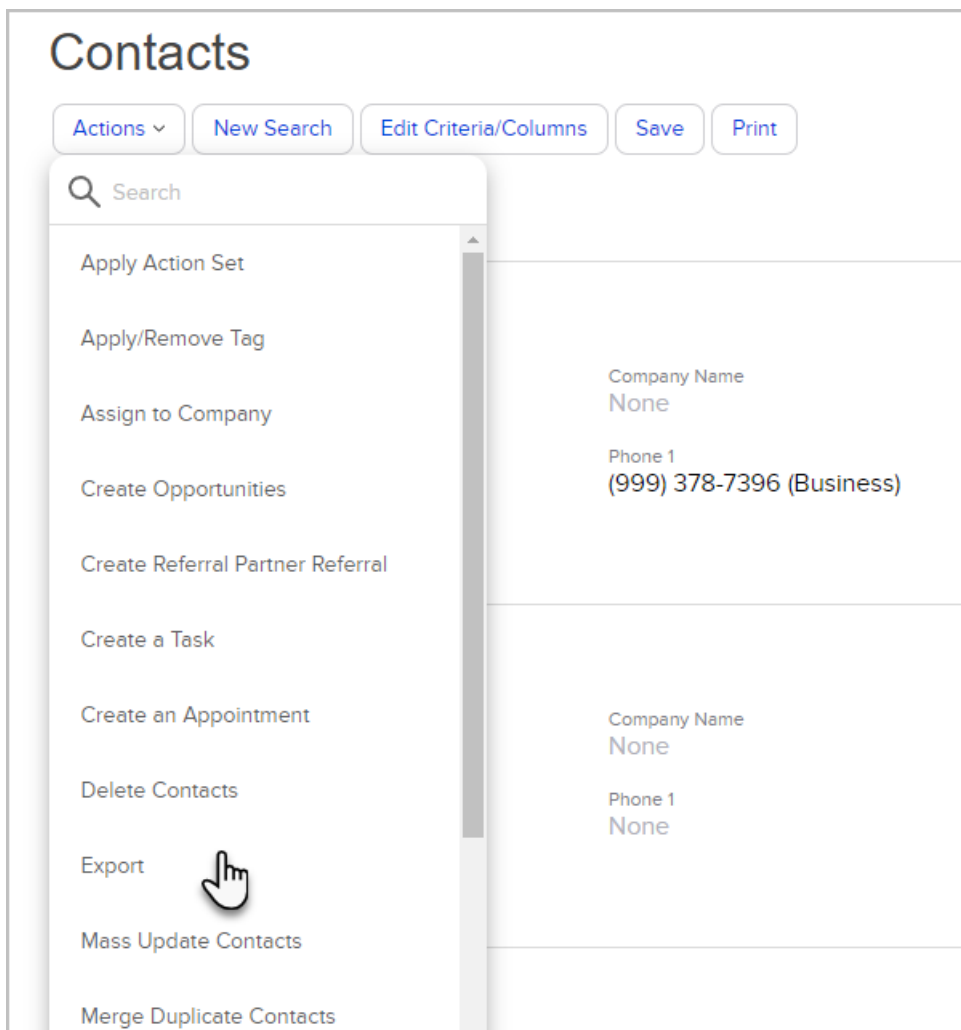 Contacts
Actions New Search Edit Criteria/Columns Save Print
Search
Apply Action Set
Apply/Remove Tag
Assign to Company
Create Opportunities
Create Referral Partner Referral
Create a Task
Create an Appointment
Delete Contacts
Export
Mass Update Contacts
Merge Duplicate Contacts
Company Name
None
Phone 1
(999) 378-7396 (Business)
Company Name
None
Phone 1
None